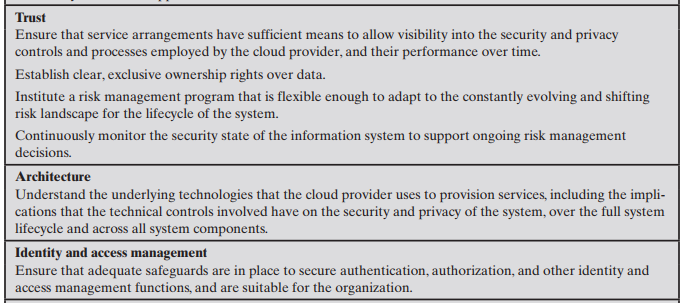 Trust
Ensure that service arrangements have sufficient means to allow visibility into the security and privacy
controls and processes employed by the cloud provider, and their performance over time.
Establish clear, exclusive ownership rights over data.
Institute a risk management program that is flexible enough to adapt to the constantly evolving and shifting
risk landscape for the lifecycle of the system.
Continuously monitor the security state of the information system to support ongoing risk management
decisions.
Architecture
Understand the underlying technologies that the cloud provider uses to provision services, including the impli-
cations that the technical controls involved have on the security and privacy of the system, over the full system
lifecycle and across all system components.
Identity and access management
Ensure that adequate safeguards are in place to secure authentication, authorization, and other identity and
access management functions, and are suitable for the organization.